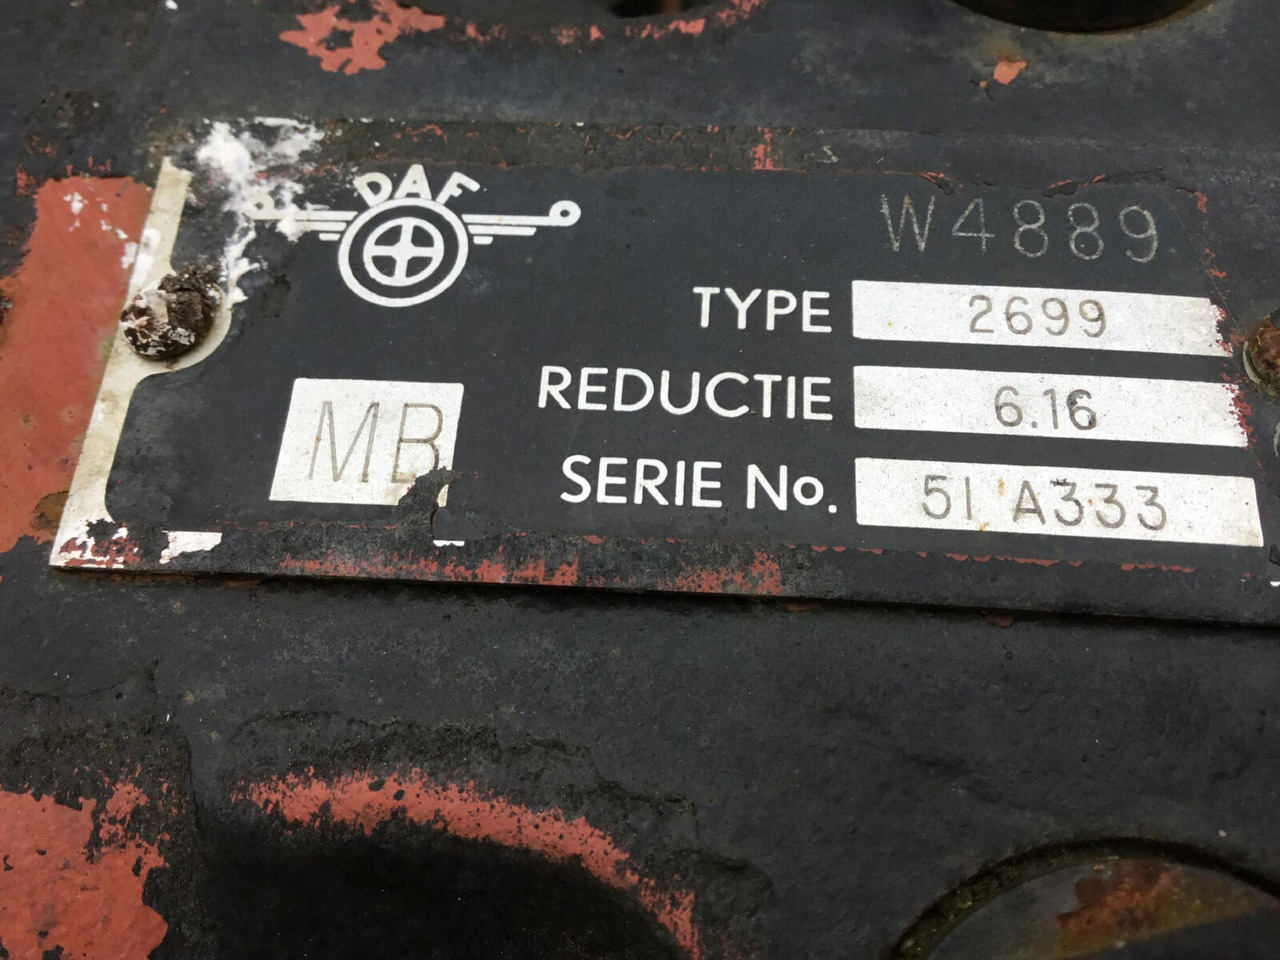 DAF
W4889
TYPE 2699
REDUCTIE 6.16
MB
SERIE No. 51 A333